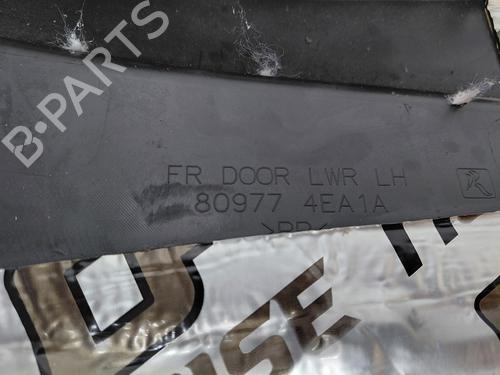 B-PARTS
FR DOOR LWR LH
80977 4EA1A
>PP<